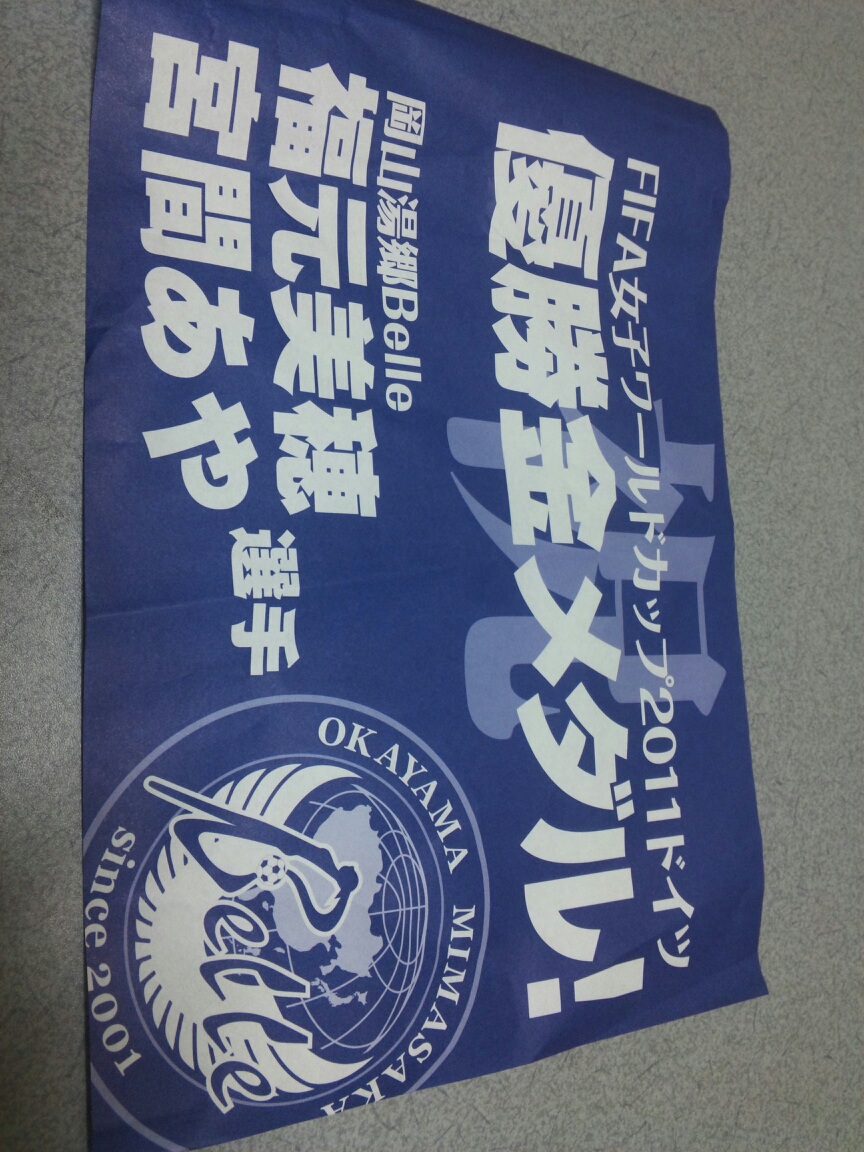 FIFA女子ワールドカップ2011ドイツ
祝
優勝金メダル!
岡山湯郷Belle
福元美穂
宮間あや 選手
OKAYAMA MIMASAKA
Belle
since 2001